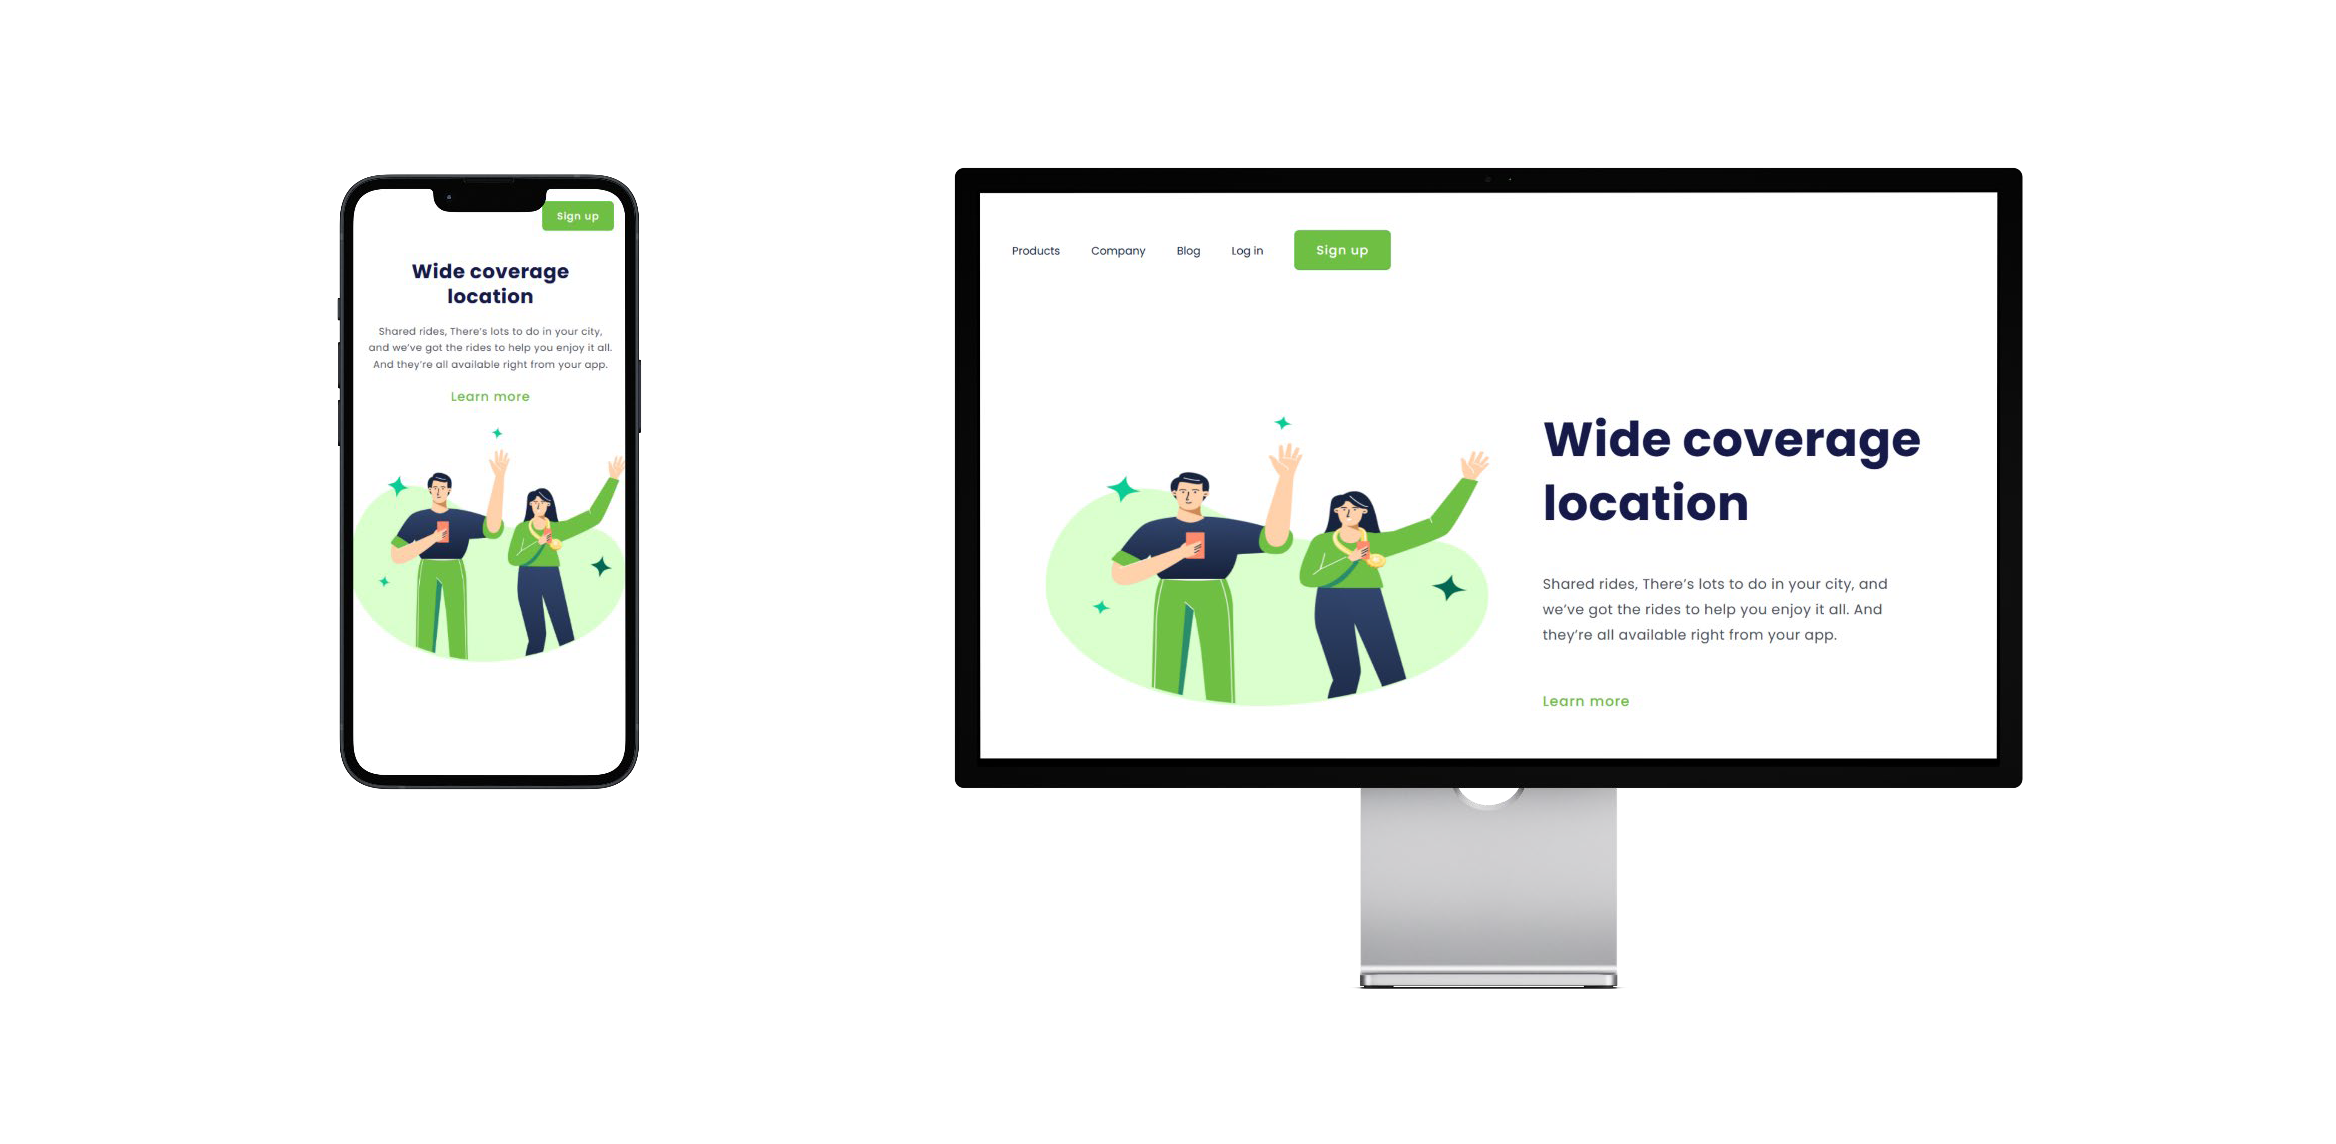 Sign up
Wide coverage
location
Shared rides, There's lots to do in your city,
and we've got the rides to help you enjoy it all.
And they're all available right from your app.
Learn more
Products Company Blog Log in Sign up
Wide coverage
location
Shared rides, There's lots to do in your city, and
we've got the rides to help you enjoy it all. And
they're all available right from your app.
Learn more